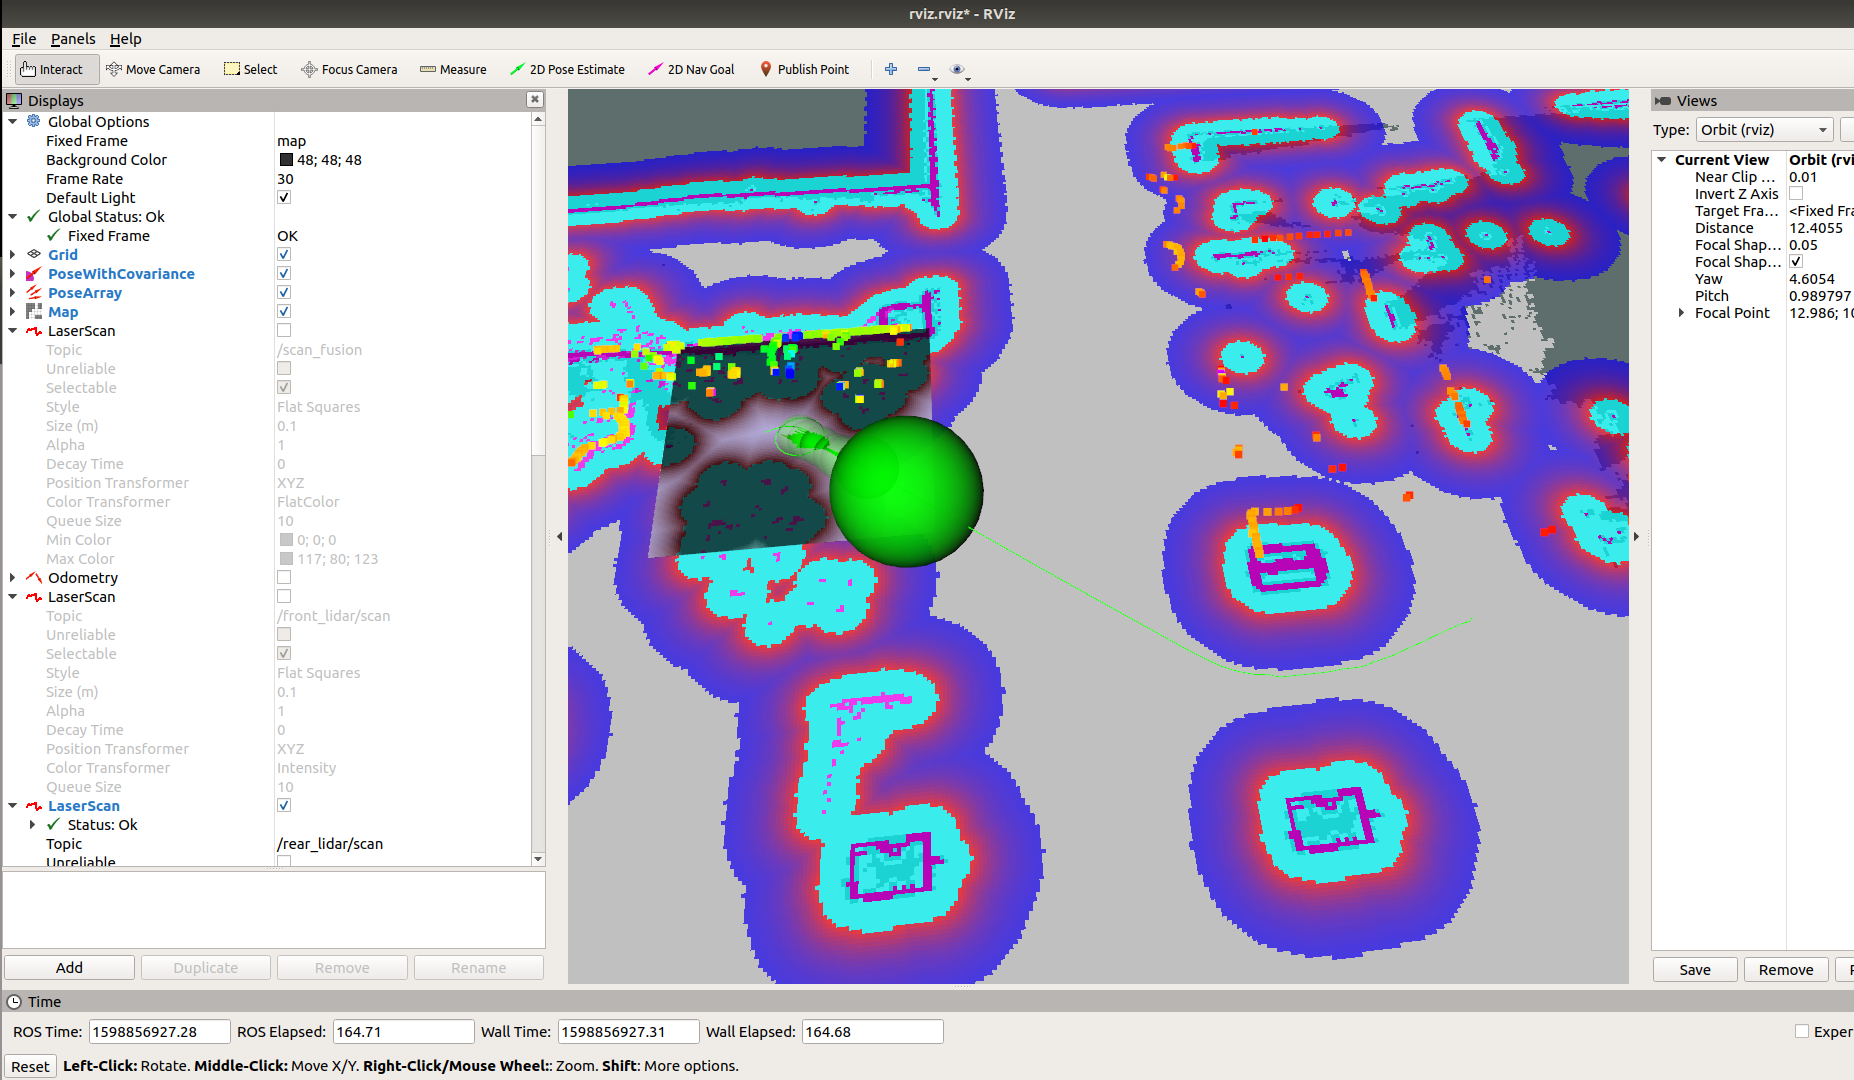 rviz.rviz* - RViz
File Panels Help
Interact Move Camera Select Focus Camera Measure 2D Pose Estimate 2D Nav Goal Publish Point
Displays
Global Options
Fixed Frame map
Background Color 48; 48; 48
Frame Rate 30
Default Light
Global Status: Ok
Fixed Frame OK
Grid
PoseWithCovariance
PoseArray
Map
LaserScan
Topic /scan_fusion
Unreliable
Selectable
Style Flat Squares
Size (m) 0.1
Alpha 1
Decay Time 0
Position Transformer XYZ
Color Transformer FlatColor
Queue Size 10
Min Color 0; 0; 0
Max Color 117; 80; 123
Odometry
LaserScan
Topic /front_lidar/scan
Unreliable
Selectable
Style Flat Squares
Size (m) 0.1
Alpha 1
Decay Time 0
Position Transformer XYZ
Color Transformer Intensity
Queue Size 10
LaserScan
Status: Ok
Topic /rear_lidar/scan
Unreliable
Add Duplicate Remove Rename
Views
Type: Orbit (rviz)
Current View Orbit (rvi
Near Clip ... 0.01
Invert Z Axis
Target Fra... <Fixed Fra
Distance 12.4055
Focal Shap... 0.05
Focal Shap...
Yaw 4.6054
Pitch 0.989797
Focal Point 12.986; 10
Save Remove
Time
ROS Time: 1598856927.28 ROS Elapsed: 164.71 Wall Time: 1598856927.31 Wall Elapsed: 164.68 Exper
Reset Left-Click: Rotate. Middle-Click: Move X/Y. Right-Click/Mouse Wheel:: Zoom. Shift: More options.